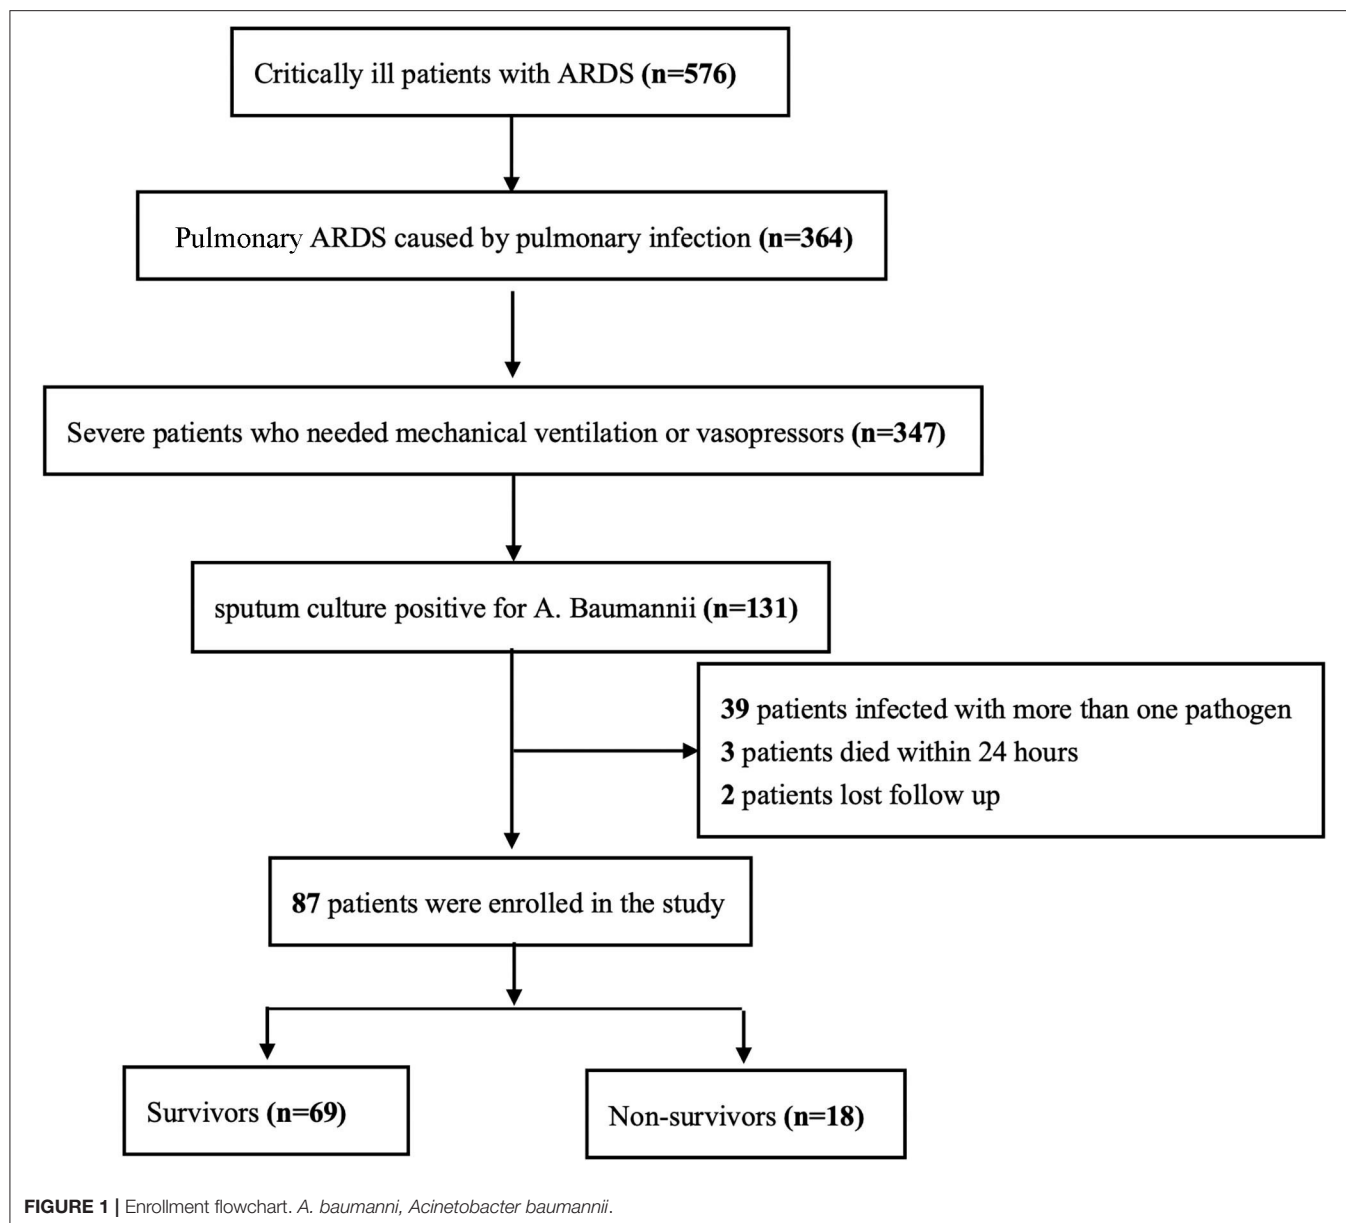 Critically ill patients with ARDS (n=576)
Pulmonary ARDS caused by pulmonary infection (n=364)
Severe patients who needed mechanical ventilation or vasopressors (n=347)
sputum culture positive for A. Baumannii (n=131)
39 patients infected with more than one pathogen
3 patients died within 24 hours
2 patients lost follow up
87 patients were enrolled in the study
Survivors (n=69)
Non-survivors (n=18)
FIGURE 1 | Enrollment flowchart. A. baumanni, Acinetobacter baumannii.